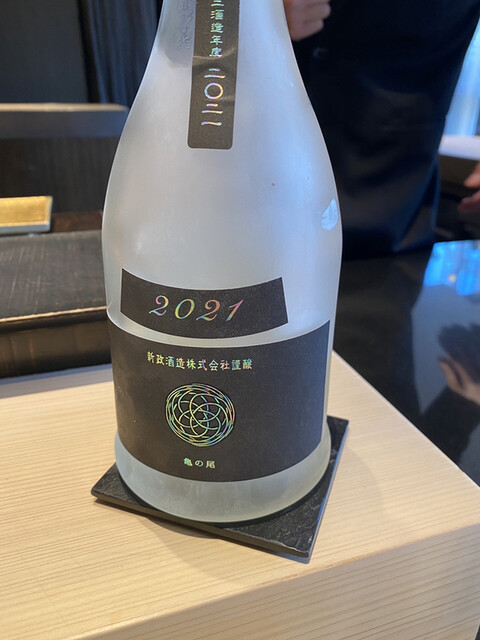 酒造年度 二〇二一
2021
新政酒造株式会社謹醸
亀の尾